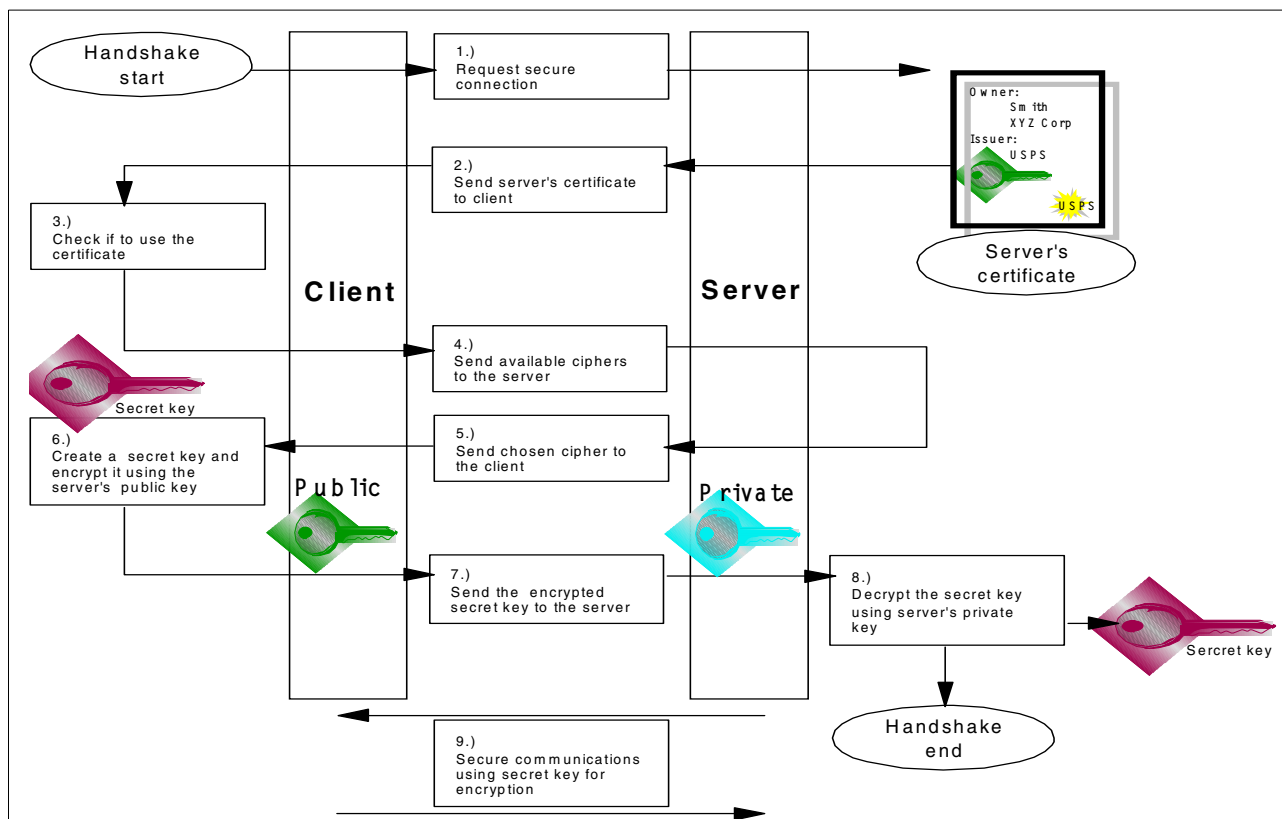 Handshake
start
1.)
Request secure
connection
Owner:
Smith
XYZ Corp
Issuer:
USPS
USPS
Server's
certificate
2.)
Send server's certificate
to client
3.)
Check if to use the
certificate
Client
Server
4.)
Send available ciphers
to the server
Secret key
5.)
Send chosen cipher to
the client
6.)
Create a secret key and
encrypt it using the
server's public key
Public
Private
7.)
Send the encrypted
secret key to the server
8.)
Decrypt the secret key
using server's private
key
Sercret key
Handshake
end
9.)
Secure communications
using secret key for
encryption